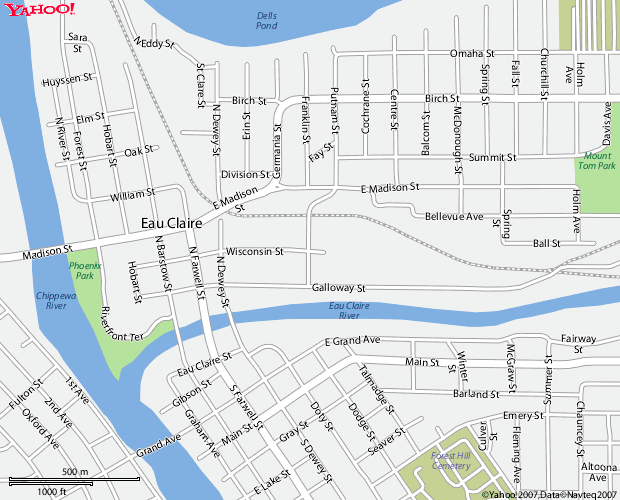 YAHOO!
Dells
Pond
Sara
St
N Eddy St
Omaha St
Huyssen St
St Clare St
Birch St
Birch St
Holm
Ave
Churchill St
Fall St
Spring St
McDonough St
Balcom St
Centre St
Cochrane St
Putnam St
Franklin St
Germania St
Erin St
N Dewey St
Elm St
Oak St
N River St
Forest St
Hobart St
Fay St
Davis Ave
Summit St
Mount
Tom Park
Division St
William St
E Madison
St
E Madison St
Holm Ave
Eau Claire
Bellevue Ave
Spring
St
Ball St
Madison St
N Barstow St
N Farwell St
N Dewey St
Wisconsin St
Phoenix
Park
Hobart St
Galloway St
Chippewa
River
Eau Claire
River
Riverfront Ter
E Grand Ave
Fairway
St
Main St
Winter
St
McGraw St
Summer St
Eau Claire St
Talmadge St
Barland St
Gibson St
1st Ave
Fulton St
2nd Ave
Oxford Ave
S Farwell St
Emery St
Chauncey St
Doty St
Dodge St
Graham Ave
Main St
Gray St
Grand Ave
Seaver St
Culver
St
Fleming Ave
S Dewey St
E Lake St
Forest Hill
Cemetery
Altoona
Ave
500 m
1000 ft
©Yahoo! 2007, Data©Navteq2007